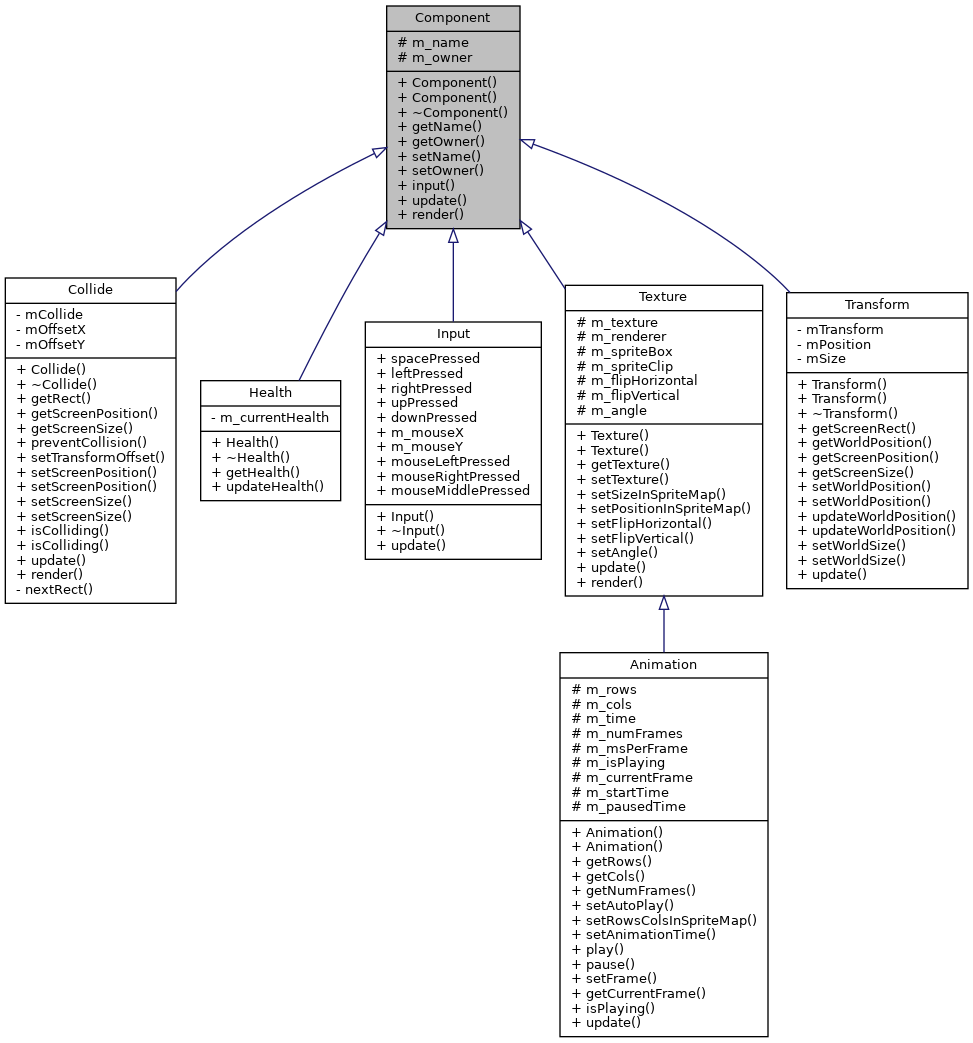 Component
# m_name
# m_owner
+ Component()
+ Component()
+ ~Component()
+ getName()
+ getOwner()
+ setName()
+ setOwner()
+ input()
+ update()
+ render()
Collide
- mCollide
- mOffsetX
- mOffsetY
+ Collide()
+ ~Collide()
+ getRect()
+ getScreenPosition()
+ getScreenSize()
+ preventCollision()
+ setTransformOffset()
+ setScreenPosition()
+ setScreenPosition()
+ setScreenSize()
+ setScreenSize()
+ isColliding()
+ isColliding()
+ update()
+ render()
- nextRect()
Health
- m_currentHealth
+ Health()
+ ~Health()
+ getHealth()
+ updateHealth()
Input
+ spacePressed
+ leftPressed
+ rightPressed
+ upPressed
+ downPressed
+ m_mouseX
+ m_mouseY
+ mouseLeftPressed
+ mouseRightPressed
+ mouseMiddlePressed
+ Input()
+ ~Input()
+ update()
Texture
# m_texture
# m_renderer
# m_spriteBox
# m_spriteClip
# m_flipHorizontal
# m_flipVertical
# m_angle
+ Texture()
+ Texture()
+ getTexture()
+ setTexture()
+ setSizeInSpriteMap()
+ setPositionInSpriteMap()
+ setFlipHorizontal()
+ setFlipVertical()
+ setAngle()
+ update()
+ render()
Transform
- mTransform
- mPosition
- mSize
+ Transform()
+ Transform()
+ ~Transform()
+ getScreenRect()
+ getWorldPosition()
+ getScreenPosition()
+ getScreenSize()
+ setWorldPosition()
+ setWorldPosition()
+ updateWorldPosition()
+ updateWorldPosition()
+ setWorldSize()
+ setWorldSize()
+ update()
Animation
# m_rows
# m_cols
# m_time
# m_numFrames
# m_msPerFrame
# m_isPlaying
# m_currentFrame
# m_startTime
# m_pausedTime
+ Animation()
+ Animation()
+ getRows()
+ getCols()
+ getNumFrames()
+ setAutoPlay()
+ setRowsColsInSpriteMap()
+ setAnimationTime()
+ play()
+ pause()
+ setFrame()
+ getCurrentFrame()
+ isPlaying()
+ update()